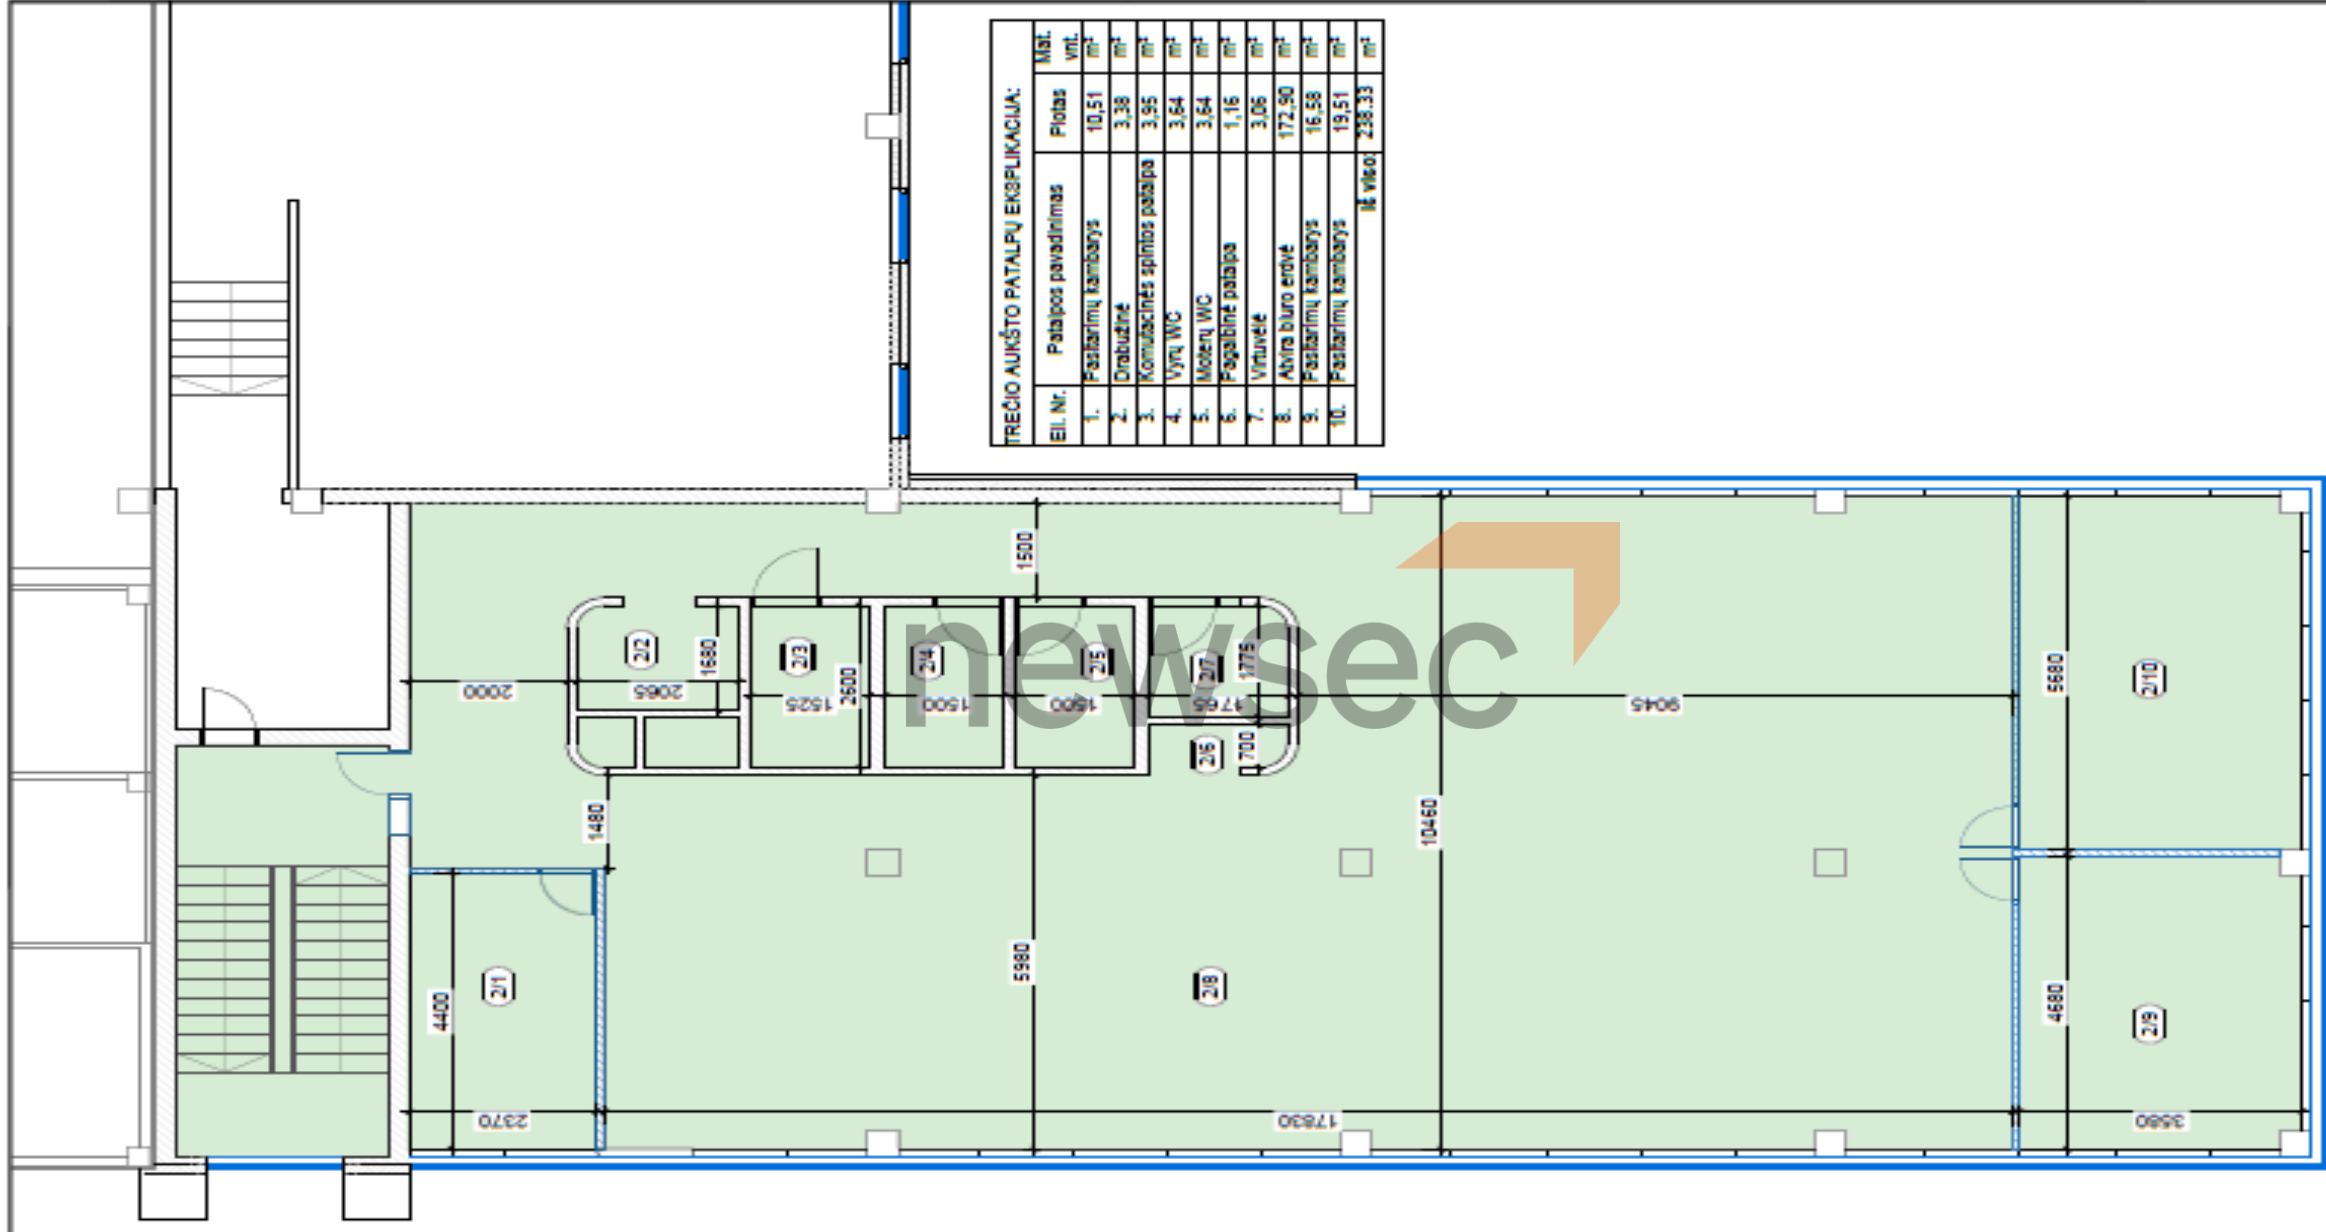 TREČIO AUKŠTO PATALPŲ EKSPLIKACIJA:
Eil. Nr. Patalpos pavadinimas Plotas Mat. vnt.
1. Pasitarimų kambarys 10,51 m²
2. Drabužinė 3,38 m²
3. Komutacinės spintos patalpa 3,95 m²
4. Vyrų WC 3,64 m²
5. Moterų WC 3,64 m²
6. Pagalbinė patalpa 1,16 m²
7. Virtuvėlė 3,06 m²
8. Atvira biuro erdvė 172,90 m²
9. Pasitarimų kambarys 16,58 m²
10. Pasitarimų kambarys 19,51 m²
Iš viso: 238.33 m²
1500
2/2
1680
2/3
2600
2/4
2/5
2/7
1775
newsec
5680
2/10
2000
2065
1525
1500
1500
1765
9045
2/6
700
1480
10460
4400
2/1
5980
2/8
4680
2/9
2370
17830
3580